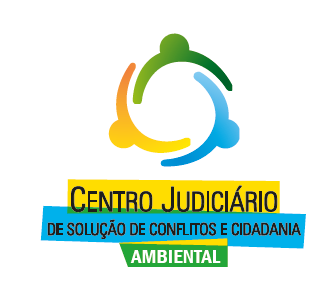 CENTRO JUDICIÁRIO
DE SOLUÇÃO DE CONFLITOS E CIDADANIA
AMBIENTAL